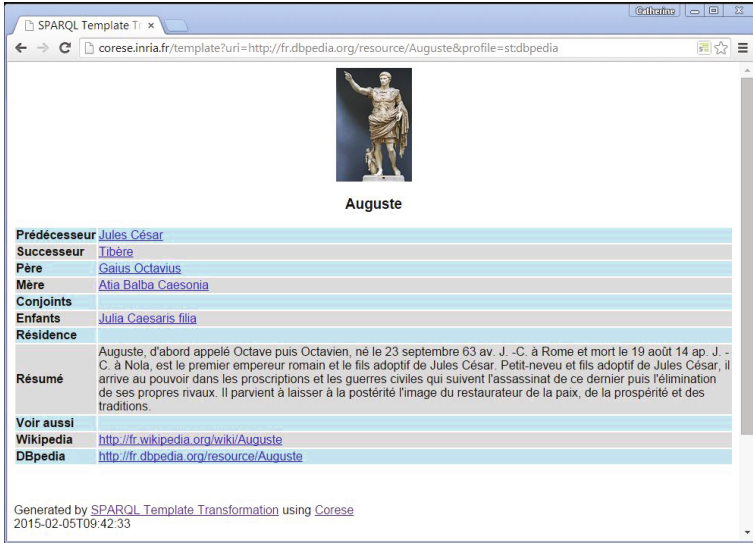 Catherine
SPARQL Template Tr
corese.inria.fr/template?uri=http://fr.dbpedia.org/resource/Auguste&profile=st:dbpedia
Auguste
Prédécesseur Jules César
Successeur Tibère
Père Gaius Octavius
Mère Atia Balba Caesonia
Conjoints
Enfants Julia Caesaris filia
Résidence
Auguste, d'abord appelé Octave puis Octavien, né le 23 septembre 63 av. J. -C. à Rome et mort le 19 août 14 ap. J. -
C. à Nola, est le premier empereur romain et le fils adoptif de Jules César. Petit-neveu et fils adoptif de Jules César, il
Résumé arrive au pouvoir dans les proscriptions et les guerres civiles qui suivent l'assassinat de ce dernier puis l'élimination
de ses propres rivaux. Il parvient à laisser à la postérité l'image du restaurateur de la paix, de la prospérité et des
traditions.
Voir aussi
Wikipedia http://fr.wikipedia.org/wiki/Auguste
DBpedia http://fr.dbpedia.org/resource/Auguste
Generated by SPARQL Template Transformation using Corese
2015-02-05T09:42:33